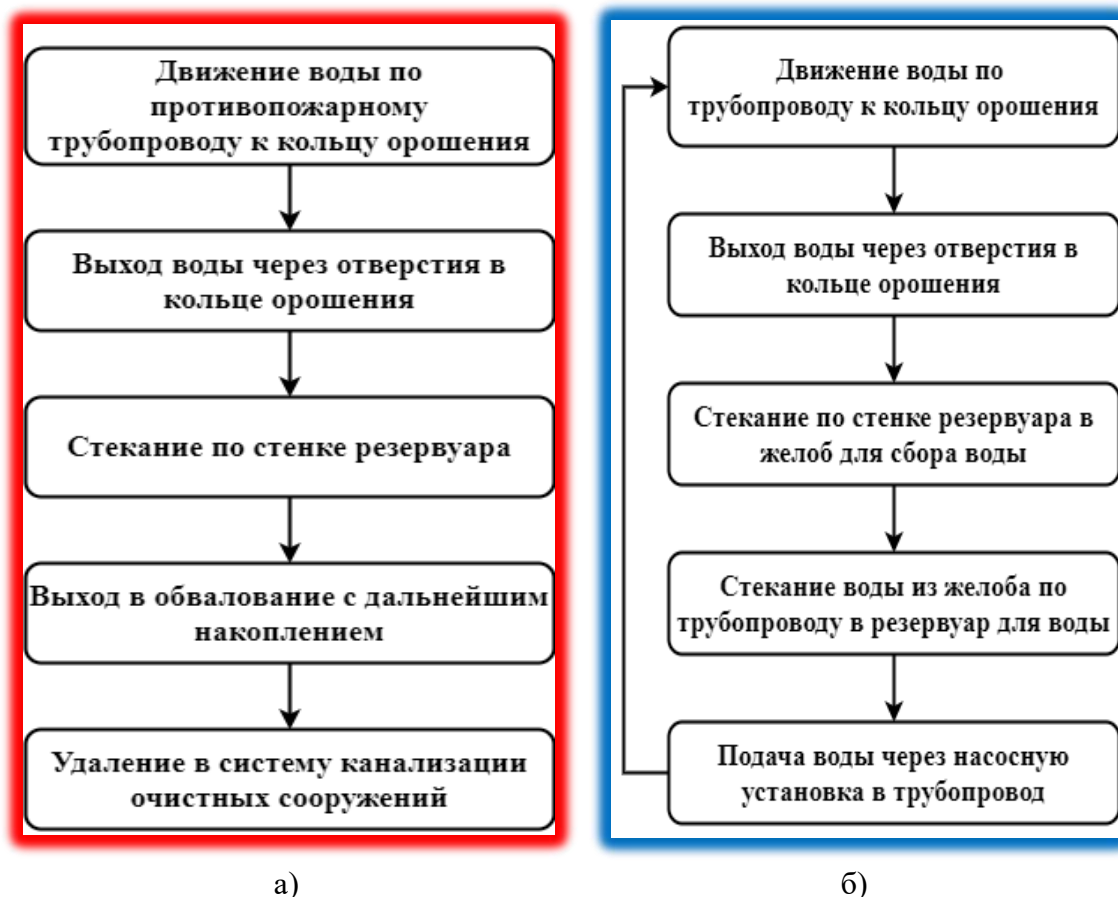 Движение воды по
противопожарному
трубопроводу к кольцу орошения
Выход воды через отверстия в
кольце орошения
Стекание по стенке резервуара
Выход в обвалование с дальнейшим
накоплением
Удаление в систему канализации
очистных сооружений
а)
Движение воды по
трубопроводу к кольцу орошения
Выход воды через отверстия в
кольце орошения
Стекание по стенке резервуара в
желоб для сбора воды
Стекание воды из желоба по
трубопроводу в резервуар для воды
Подача воды через насосную
установка в трубопровод
б)